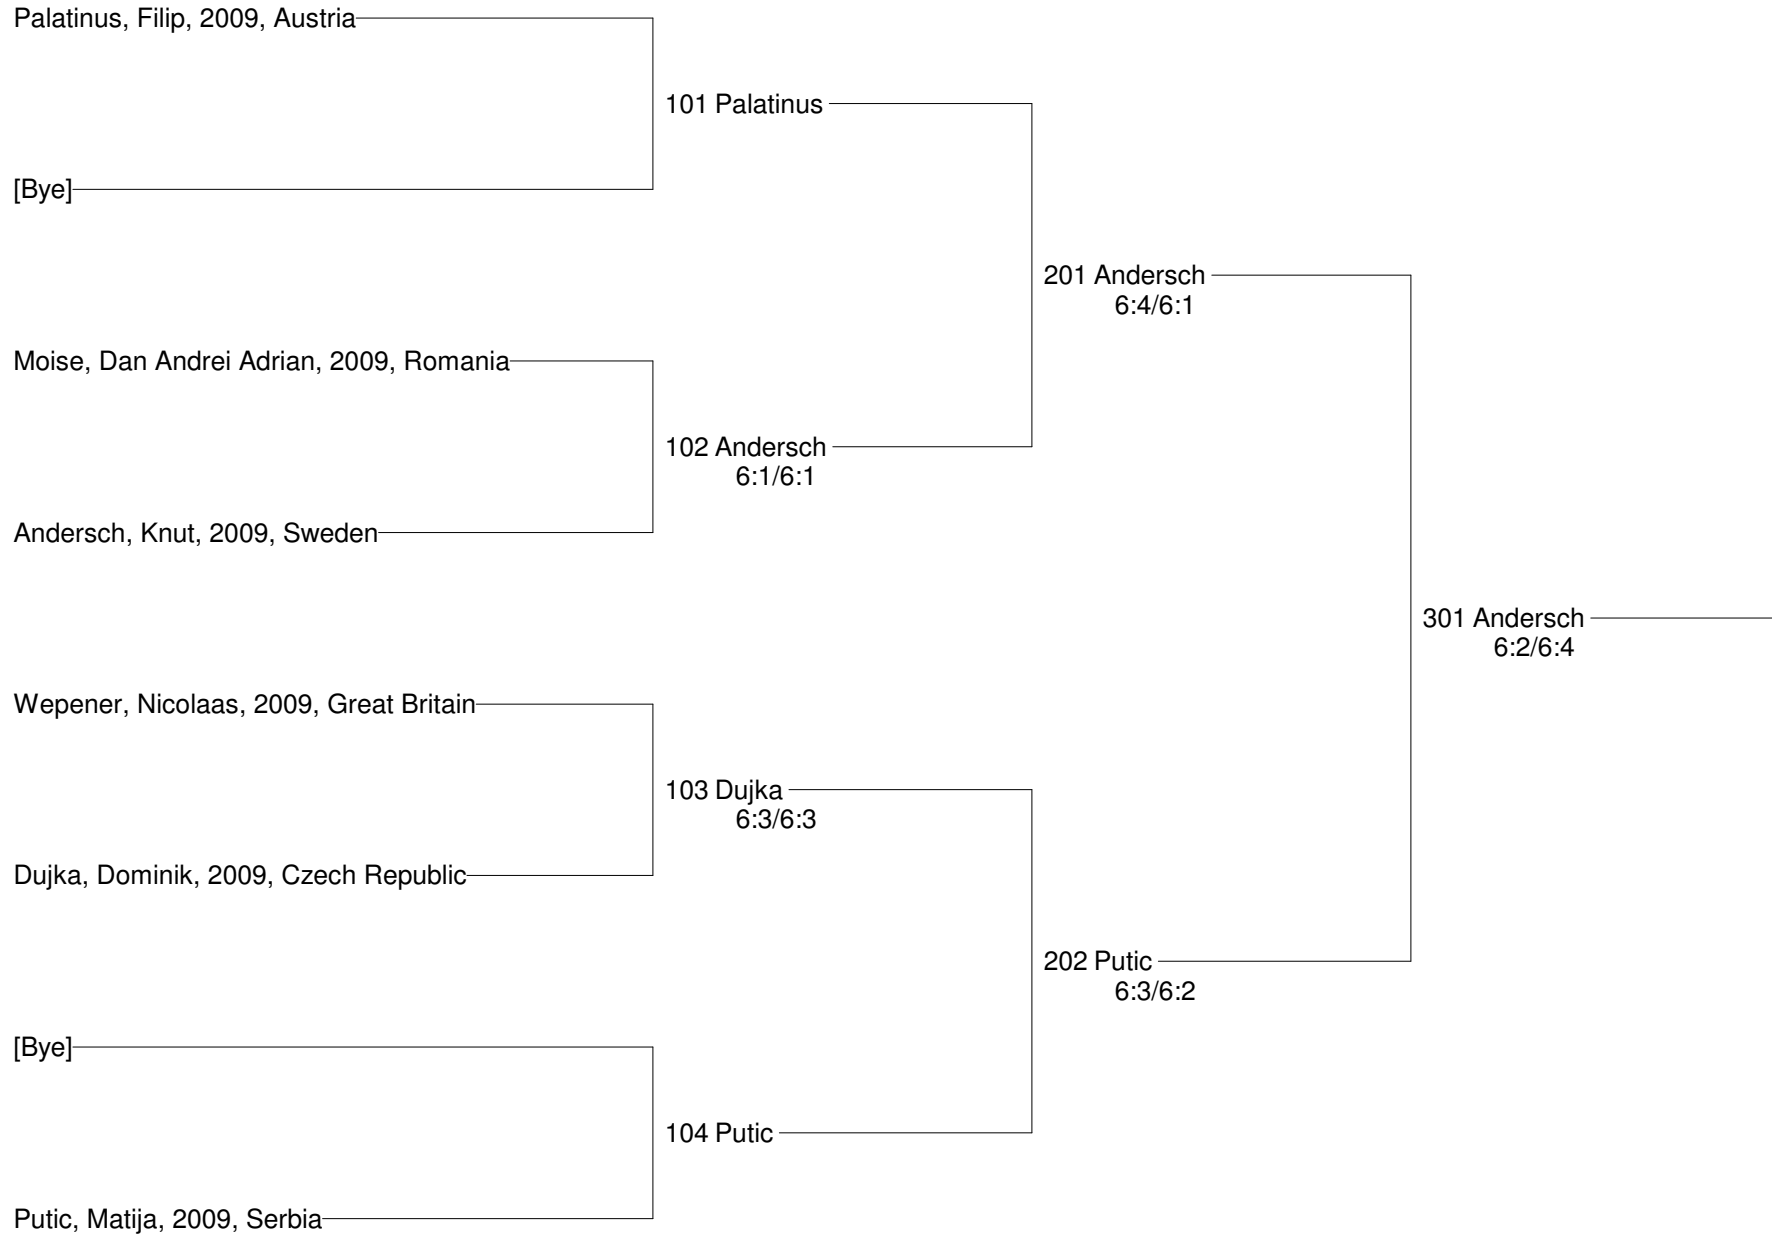 Palatinus, Filip, 2009, Austria
101 Palatinus
[Bye]
201 Andersch
6:4/6:1
Moise, Dan Andrei Adrian, 2009, Romania
102 Andersch
6:1/6:1
Andersch, Knut, 2009, Sweden
301 Andersch
6:2/6:4
Wepener, Nicolaas, 2009, Great Britain
103 Dujka
6:3/6:3
Dujka, Dominik, 2009, Czech Republic
202 Putic
6:3/6:2
[Bye]
104 Putic
Putic, Matija, 2009, Serbia